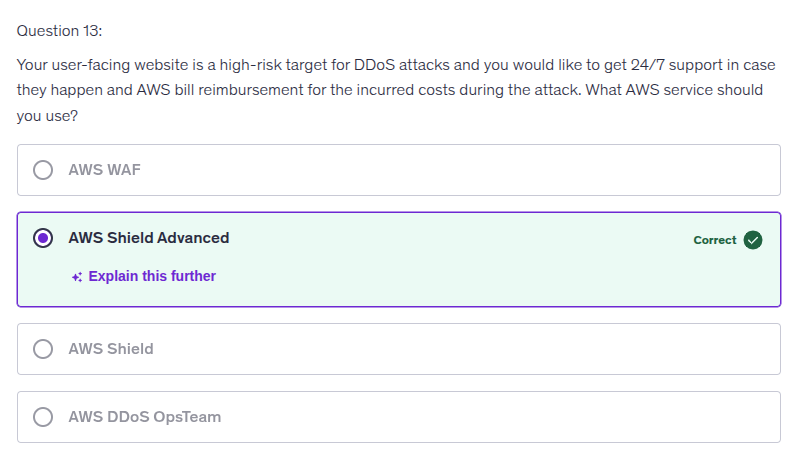 Question 13:
Your user-facing website is a high-risk target for DDoS attacks and you would like to get 24/7 support in case
they happen and AWS bill reimbursement for the incurred costs during the attack. What AWS service should
you use?
AWS WAF
AWS Shield Advanced
Correct
Explain this further
AWS Shield
AWS DDoS OpsTeam